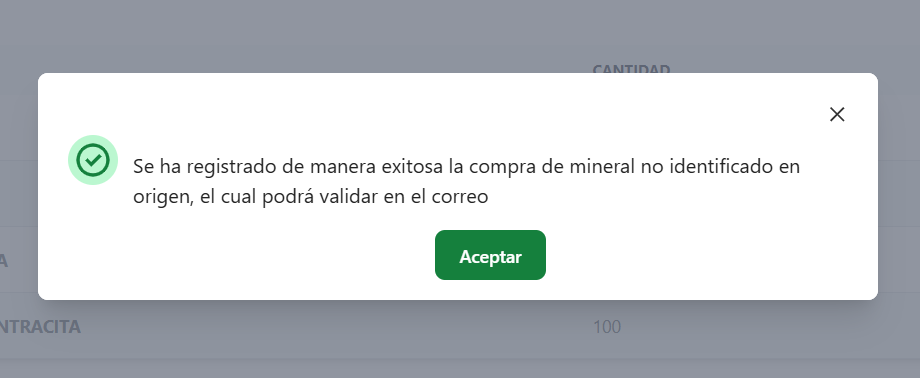 CANTIDAD
Se ha registrado de manera exitosa la compra de mineral no identificado en
origen, el cual podrá validar en el correo
Aceptar
A
NTRACITA 100